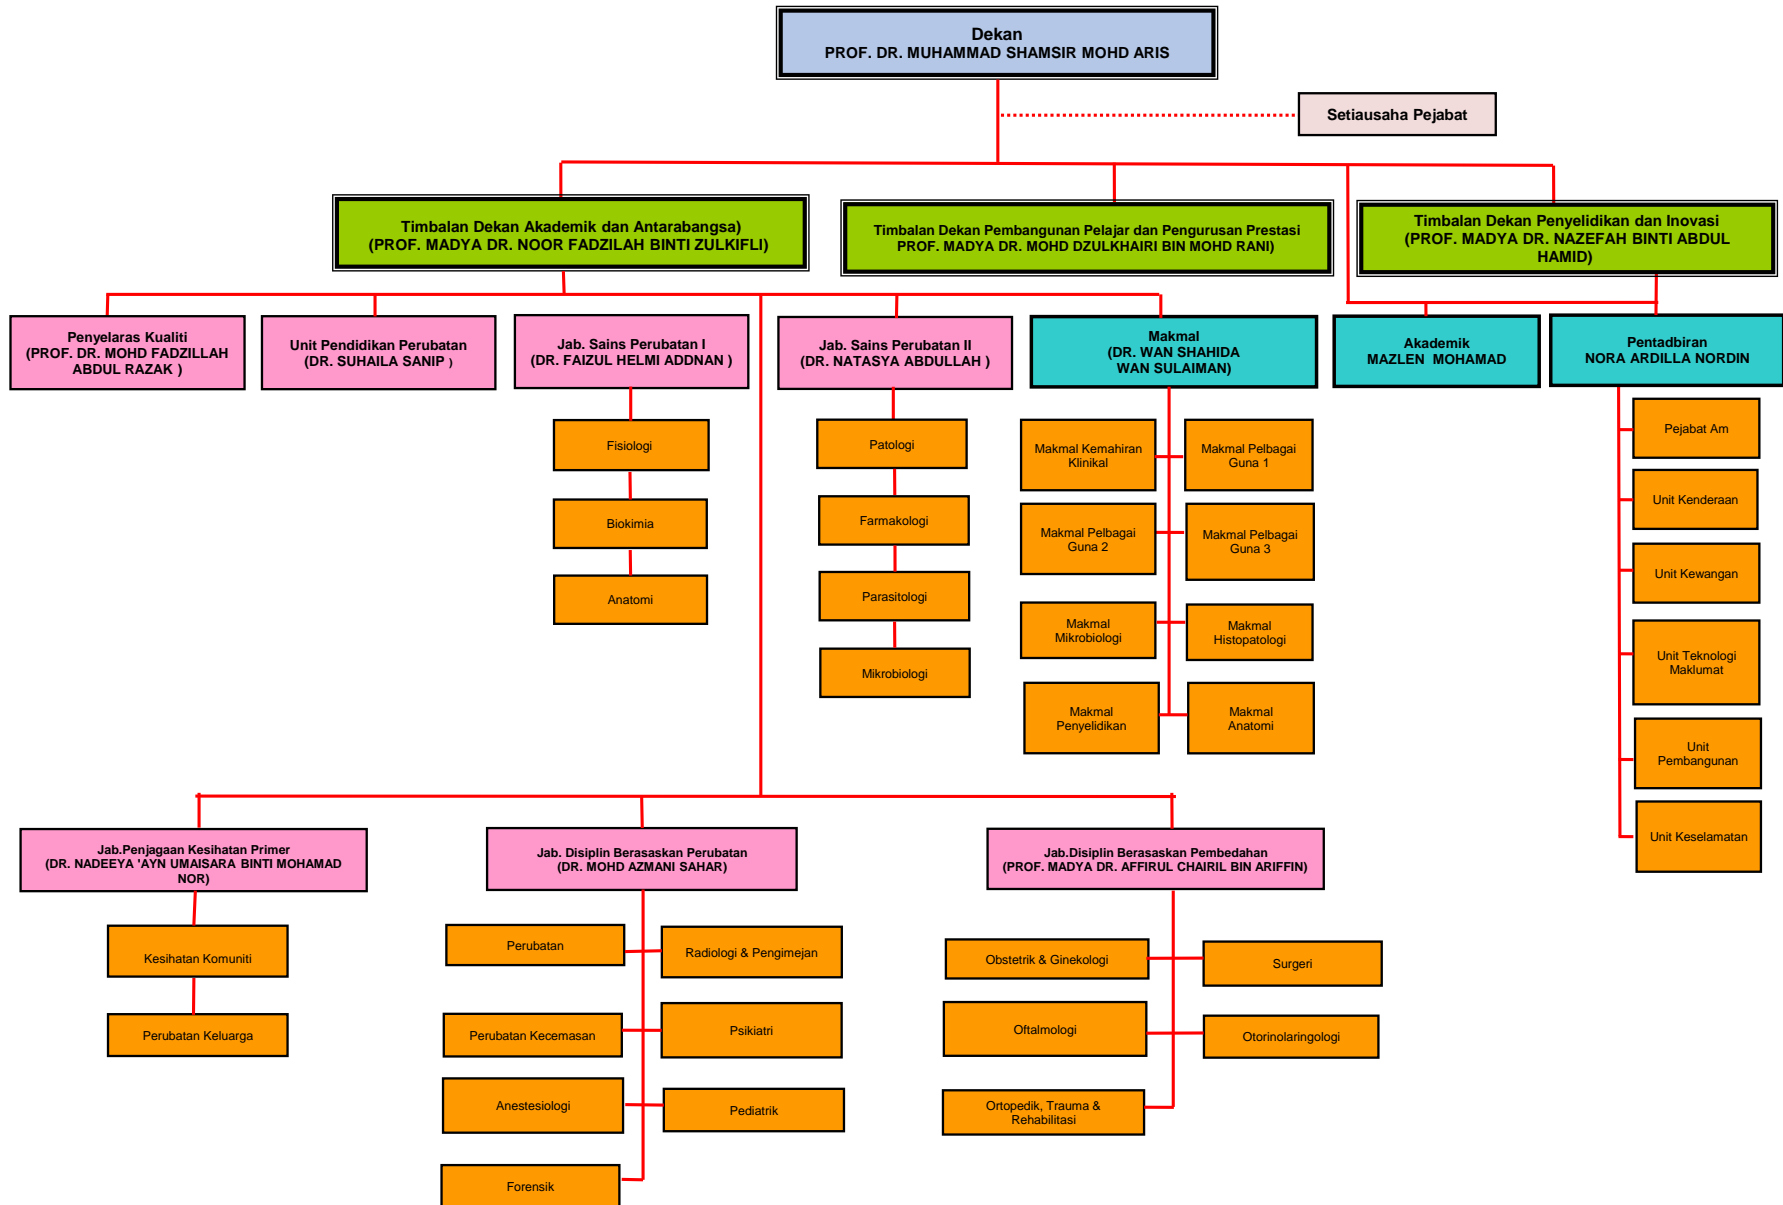 Dekan
PROF. DR. MUHAMMAD SHAMSIR MOHD ARIS
Setiausaha Pejabat
Timbalan Dekan Akademik dan Antarabangsa)
(PROF. MADYA DR. NOOR FADZILAH BINTI ZULKIFLI)
Timbalan Dekan Pembangunan Pelajar dan Pengurusan Prestasi
PROF. MADYA DR. MOHD DZULKHAIRI BIN MOHD RANI)
Timbalan Dekan Penyelidikan dan Inovasi
(PROF. MADYA DR. NAZEFAH BINTI ABDUL
HAMID)
Penyelaras Kualiti
(PROF. DR. MOHD FADZILLAH
ABDUL RAZAK )
Unit Pendidikan Perubatan
(DR. SUHAILA SANIP )
Jab. Sains Perubatan I
(DR. FAIZUL HELMI ADDNAN )
Jab. Sains Perubatan II
(DR. NATASYA ABDULLAH )
Makmal
(DR. WAN SHAHIDA
WAN SULAIMAN)
Akademik
MAZLEN MOHAMAD
Pentadbiran
NORA ARDILLA NORDIN
Fisiologi
Biokimia
Anatomi
Patologi
Farmakologi
Parasitologi
Mikrobiologi
Makmal Kemahiran
Klinikal
Makmal Pelbagai
Guna 1
Makmal Pelbagai
Guna 2
Makmal Pelbagai
Guna 3
Makmal
Mikrobiologi
Makmal
Histopatologi
Makmal
Penyelidikan
Makmal
Anatomi
Pejabat Am
Unit Kenderaan
Unit Kewangan
Unit Teknologi
Maklumat
Unit
Pembangunan
Unit Keselamatan
Jab.Penjagaan Kesihatan Primer
(DR. NADEEYA 'AYN UMAISARA BINTI MOHAMAD
NOR)
Jab. Disiplin Berasaskan Perubatan
(DR. MOHD AZMANI SAHAR)
Jab.Disiplin Berasaskan Pembedahan
(PROF. MADYA DR. AFFIRUL CHAIRIL BIN ARIFFIN)
Kesihatan Komuniti
Perubatan Keluarga
Perubatan
Radiologi & Pengimejan
Perubatan Kecemasan
Psikiatri
Anestesiologi
Pediatrik
Forensik
Obstetrik & Ginekologi
Surgeri
Oftalmologi
Otorinolaringologi
Ortopedik, Trauma &
Rehabilitasi